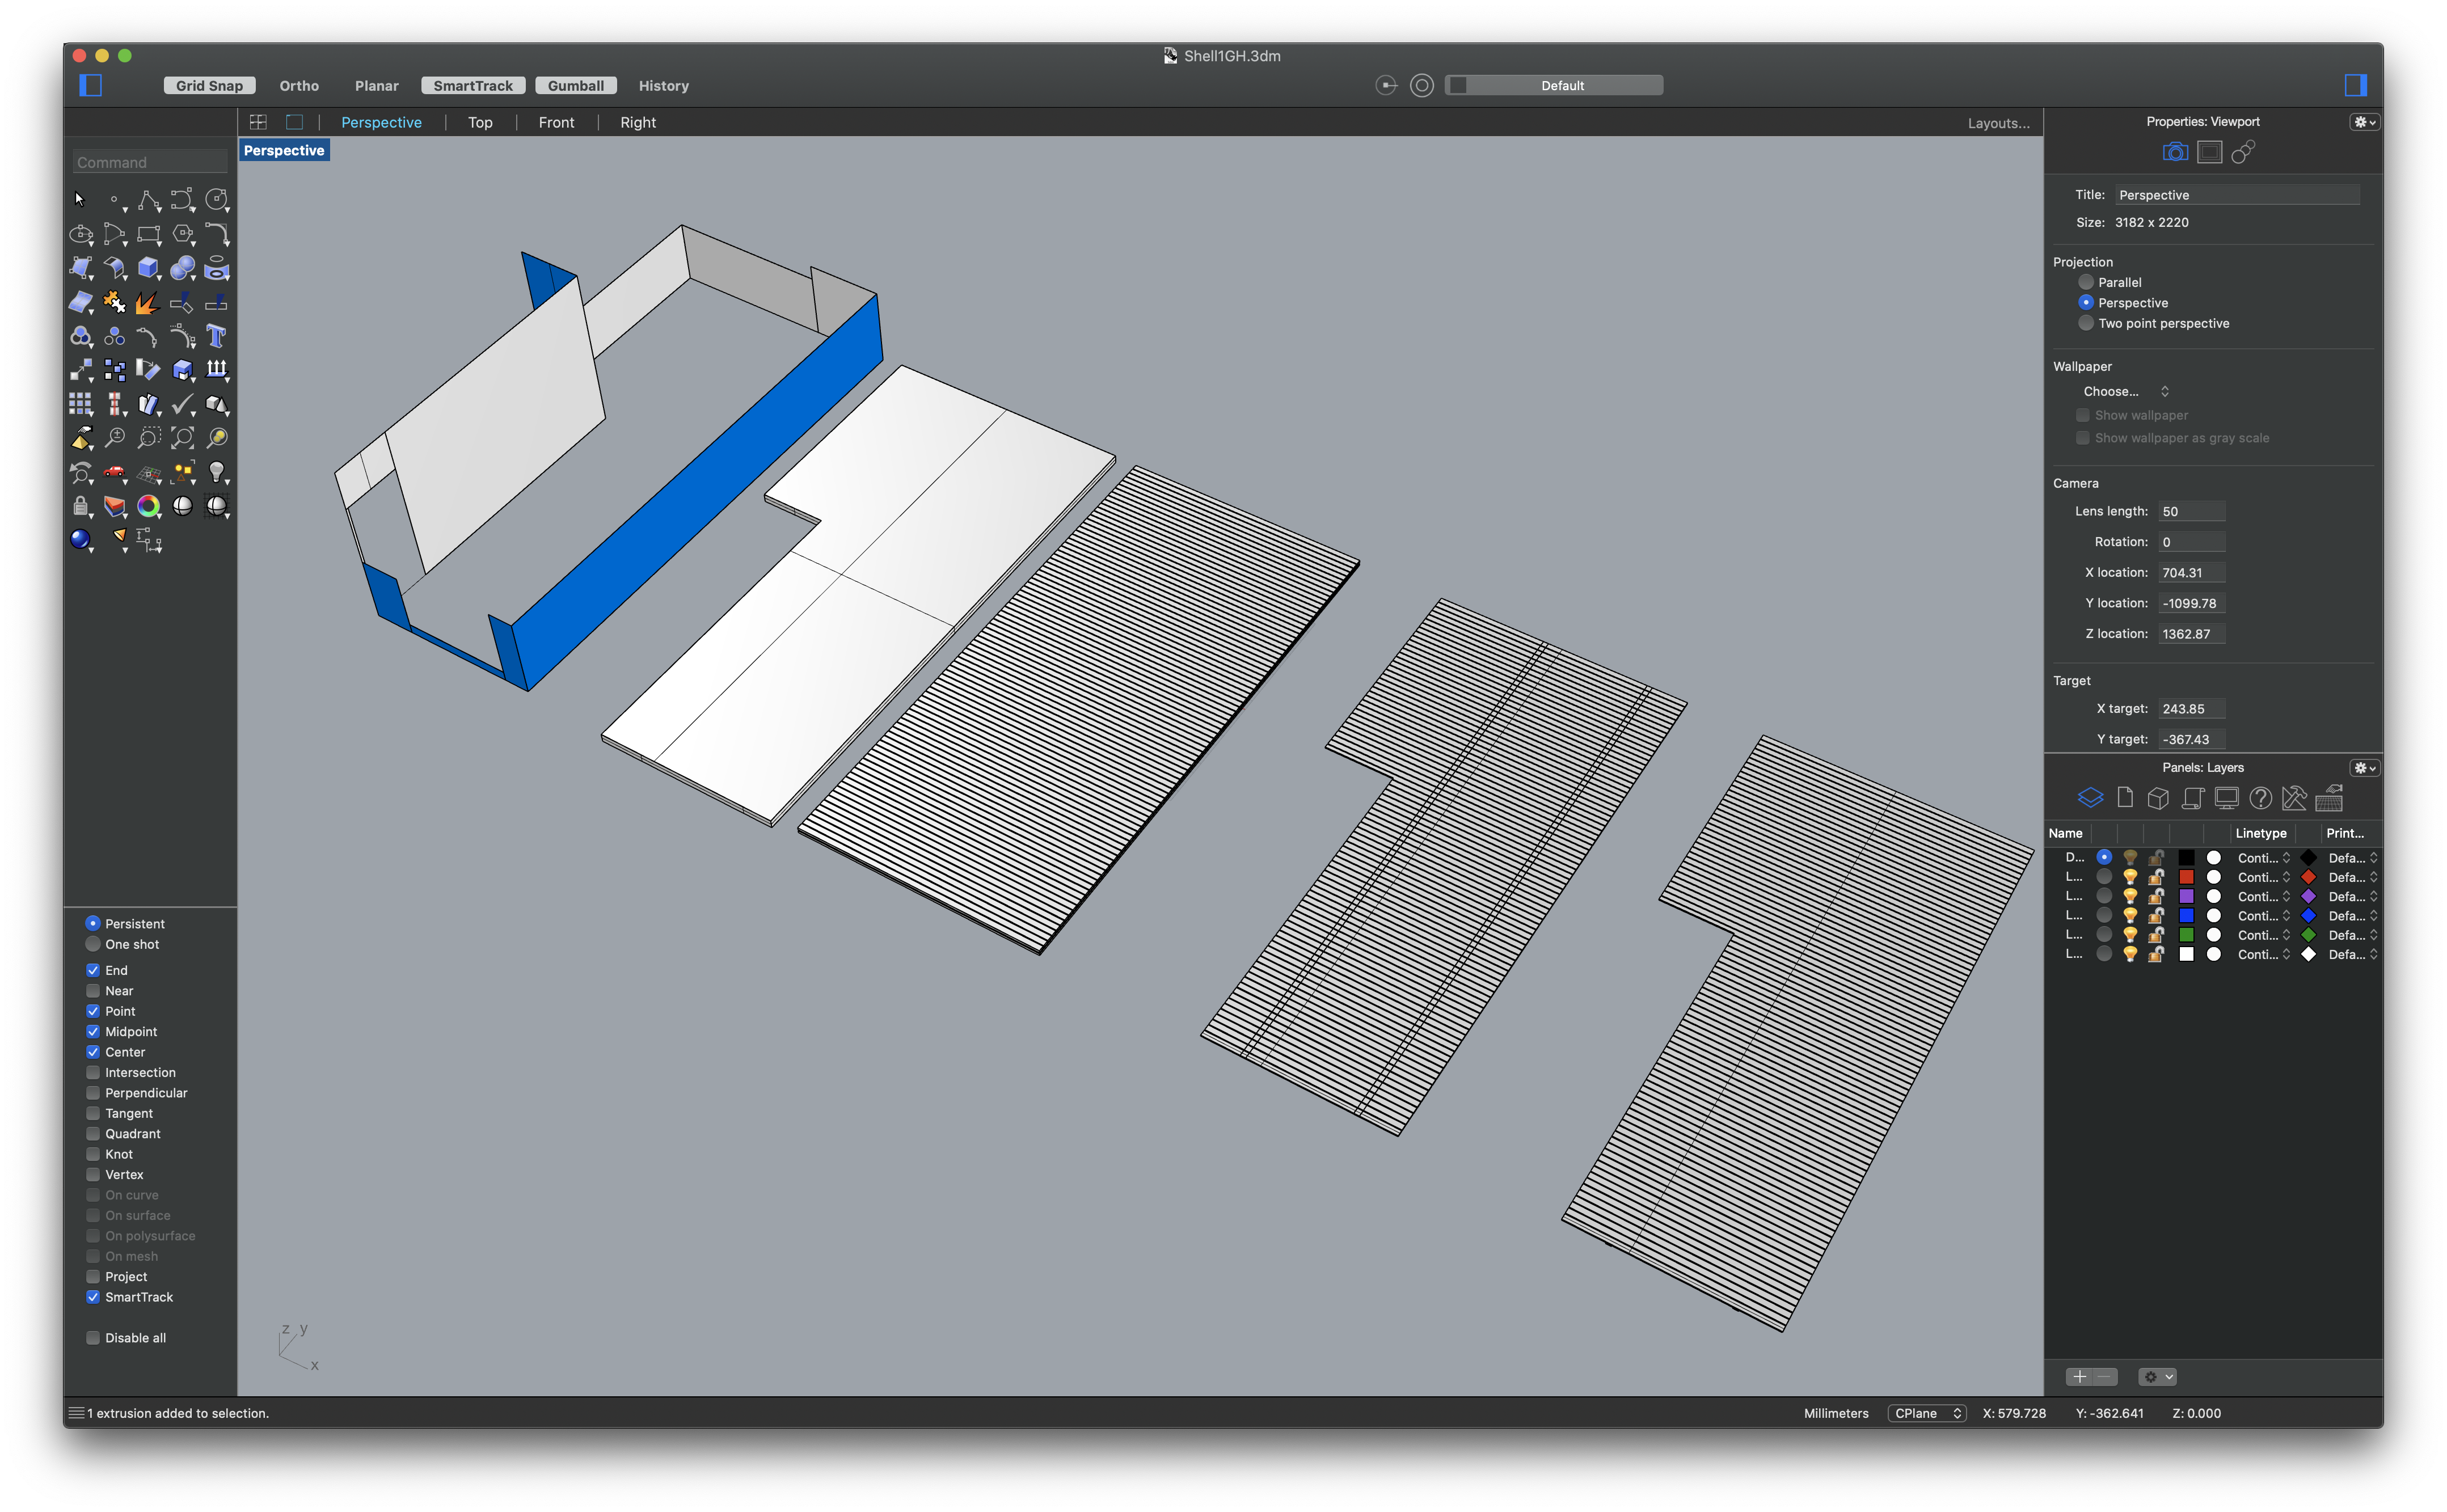 Shell1GH.3dm
Grid Snap Ortho Planar SmartTrack Gumball History Default
Perspective Top Front Right Layouts...
Perspective
Command
Persistent
One shot
End
Near
Point
Midpoint
Center
Intersection
Perpendicular
Tangent
Quadrant
Knot
Vertex
On curve
On surface
On polysurface
On mesh
Project
SmartTrack
Disable all
z y
x
Properties: Viewport
Title: Perspective
Size: 3182 x 2220
Projection
Parallel
Perspective
Two point perspective
Wallpaper
Choose...
Show wallpaper
Show wallpaper as gray scale
Camera
Lens length: 50
Rotation: 0
X location: 704.31
Y location: -1099.78
Z location: 1362.87
Target
X target: 243.85
Y target: -367.43
Panels: Layers
Name Linetype Print...
D... Conti... Defa...
L... Conti... Defa...
L... Conti... Defa...
L... Conti... Defa...
L... Conti... Defa...
L... Conti... Defa...
1 extrusion added to selection.
Millimeters CPlane X: 579.728 Y: -362.641 Z: 0.000